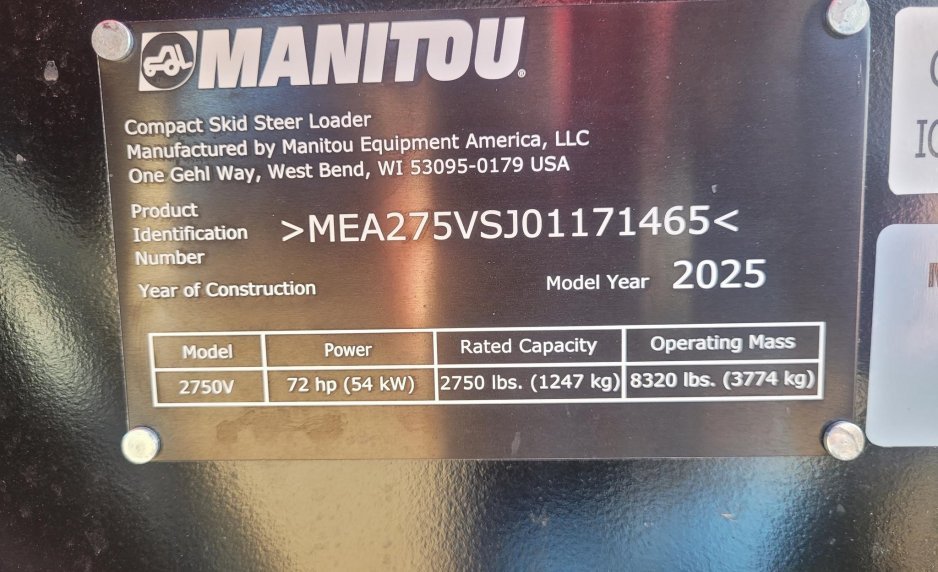 MANITOU®
Compact Skid Steer Loader
Manufactured by Manitou Equipment America, LLC
One Gehl Way, West Bend, WI 53095-0179 USA
Product
Identification
Number
>MEA275VSJ01171465<
Year of Construction
Model Year 2025
Model Power Rated Capacity Operating Mass
2750V 72 hp (54 kW) 2750 lbs. (1247 kg) 8320 lbs. (3774 kg)